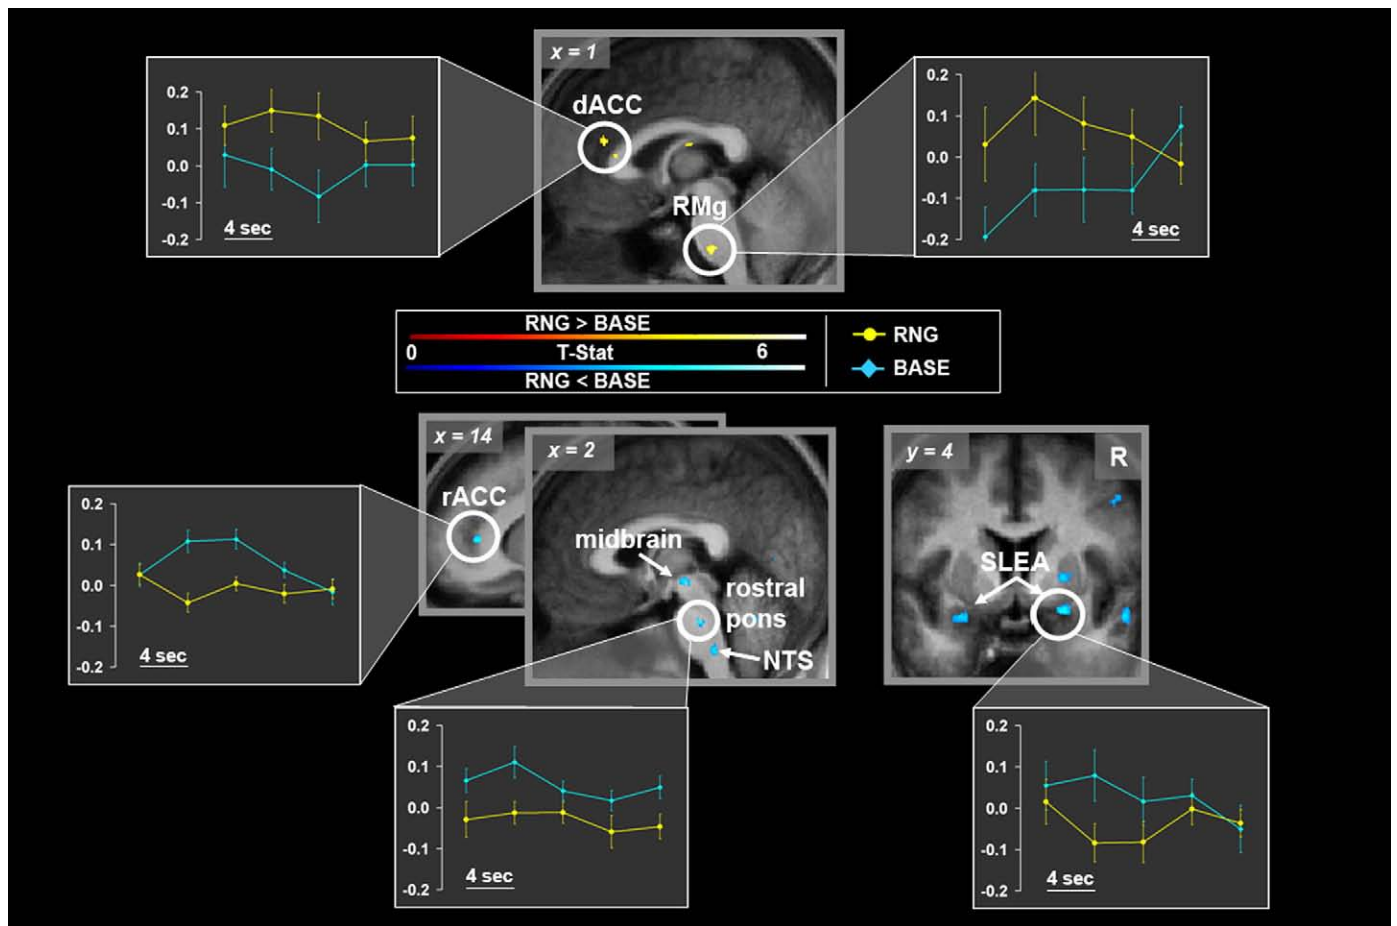 x = 1
dACC
RMg
0.2
0.1
0.0
-0.1
-0.2
4 sec
0.2
0.1
0.0
-0.1
-0.2
4 sec
RNG > BASE
0 T-Stat 6
RNG < BASE
RNG
BASE
x = 14
rACC
x = 2
midbrain
rostral
pons
NTS
y = 4
R
SLEA
0.2
0.1
0.0
-0.1
-0.2
4 sec
0.2
0.1
0.0
-0.1
-0.2
4 sec
0.2
0.1
0.0
-0.1
-0.2
4 sec